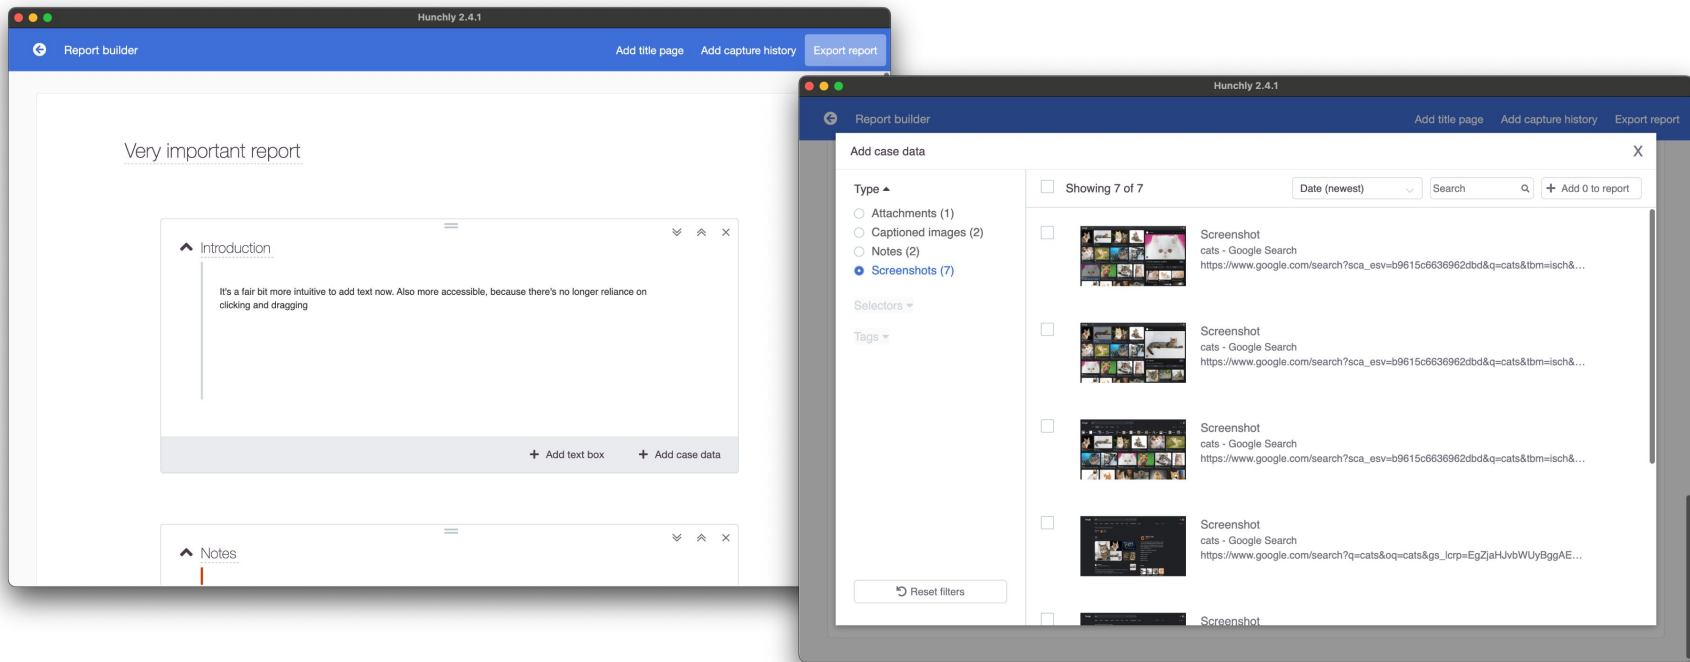 Hunchly 2.4.1
Report builder
Add title page
Add capture history
Export report
Very important report
Introduction
It's a fair bit more intuitive to add text now. Also more accessible, because there's no longer reliance on
clicking and dragging
+ Add text box
+ Add case data
Notes
Hunchly 2.4.1
Report builder
Add title page
Add capture history
Export report
Add case data
X
Type
Attachments (1)
Captioned images (2)
Notes (2)
Screenshots (7)
Selectors
Tags
Reset filters
Showing 7 of 7
Date (newest)
Search
+ Add 0 to report
Screenshot
cats - Google Search
https://www.google.com/search?sca_esv=b9615c6636962dbd&q=cats&tbm=isch&...
Screenshot
cats - Google Search
https://www.google.com/search?sca_esv=b9615c6636962dbd&q=cats&tbm=isch&...
Screenshot
cats - Google Search
https://www.google.com/search?sca_esv=b9615c6636962dbd&q=cats&tbm=isch&...
Screenshot
cats - Google Search
https://www.google.com/search?q=cats&oq=cats&gs_lcrp=EgZjaHJvbWUyBggAE...
Screenshot